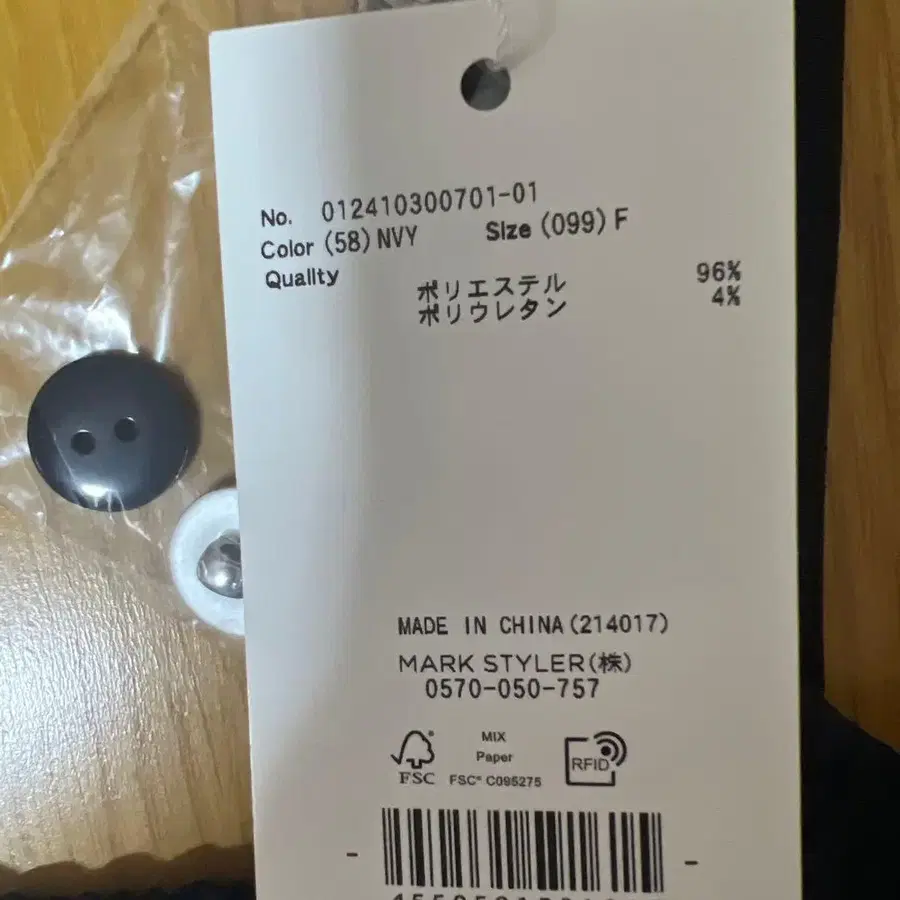 No. 012410300701-01
Color (58) NVY Size (099) F
Quality
ポリエステル 96%
ポリウレタン 4%
MADE IN CHINA(214017)
MARK STYLER(株)
0570-050-757
FSC
MIX
Paper
FSC® C095275
RFID